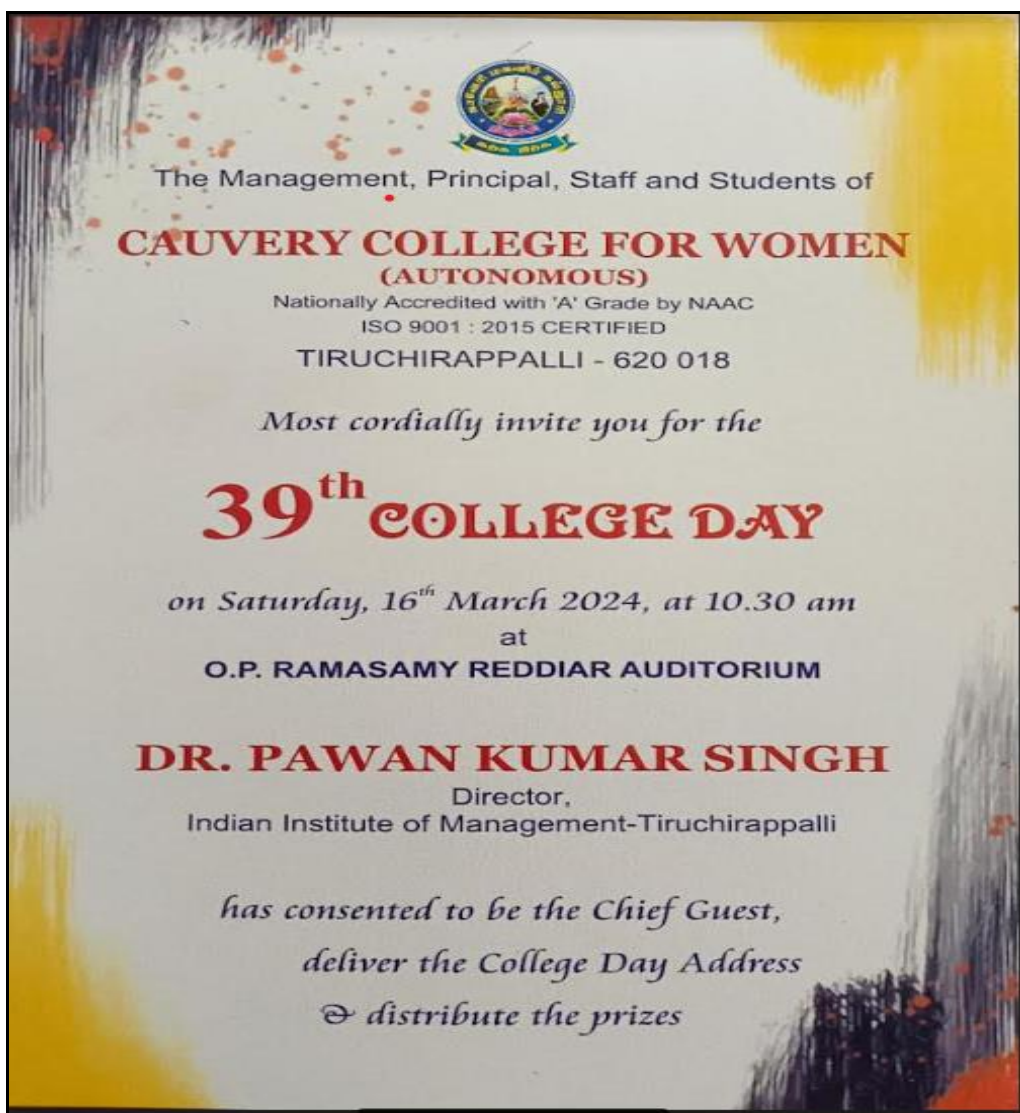 காவேரி மகளிர் கல்லூரி
கற்க நிற்க
The Management, Principal, Staff and Students of
CAUVERY COLLEGE FOR WOMEN
(AUTONOMOUS)
Nationally Accredited with 'A' Grade by NAAC
ISO 9001 : 2015 CERTIFIED
TIRUCHIRAPPALLI - 620 018
Most cordially invite you for the
39th COLLEGE DAY
on Saturday, 16th March 2024, at 10.30 am
at
O.P. RAMASAMY REDDIAR AUDITORIUM
DR. PAWAN KUMAR SINGH
Director,
Indian Institute of Management-Tiruchirappalli
has consented to be the Chief Guest,
deliver the College Day Address
& distribute the prizes